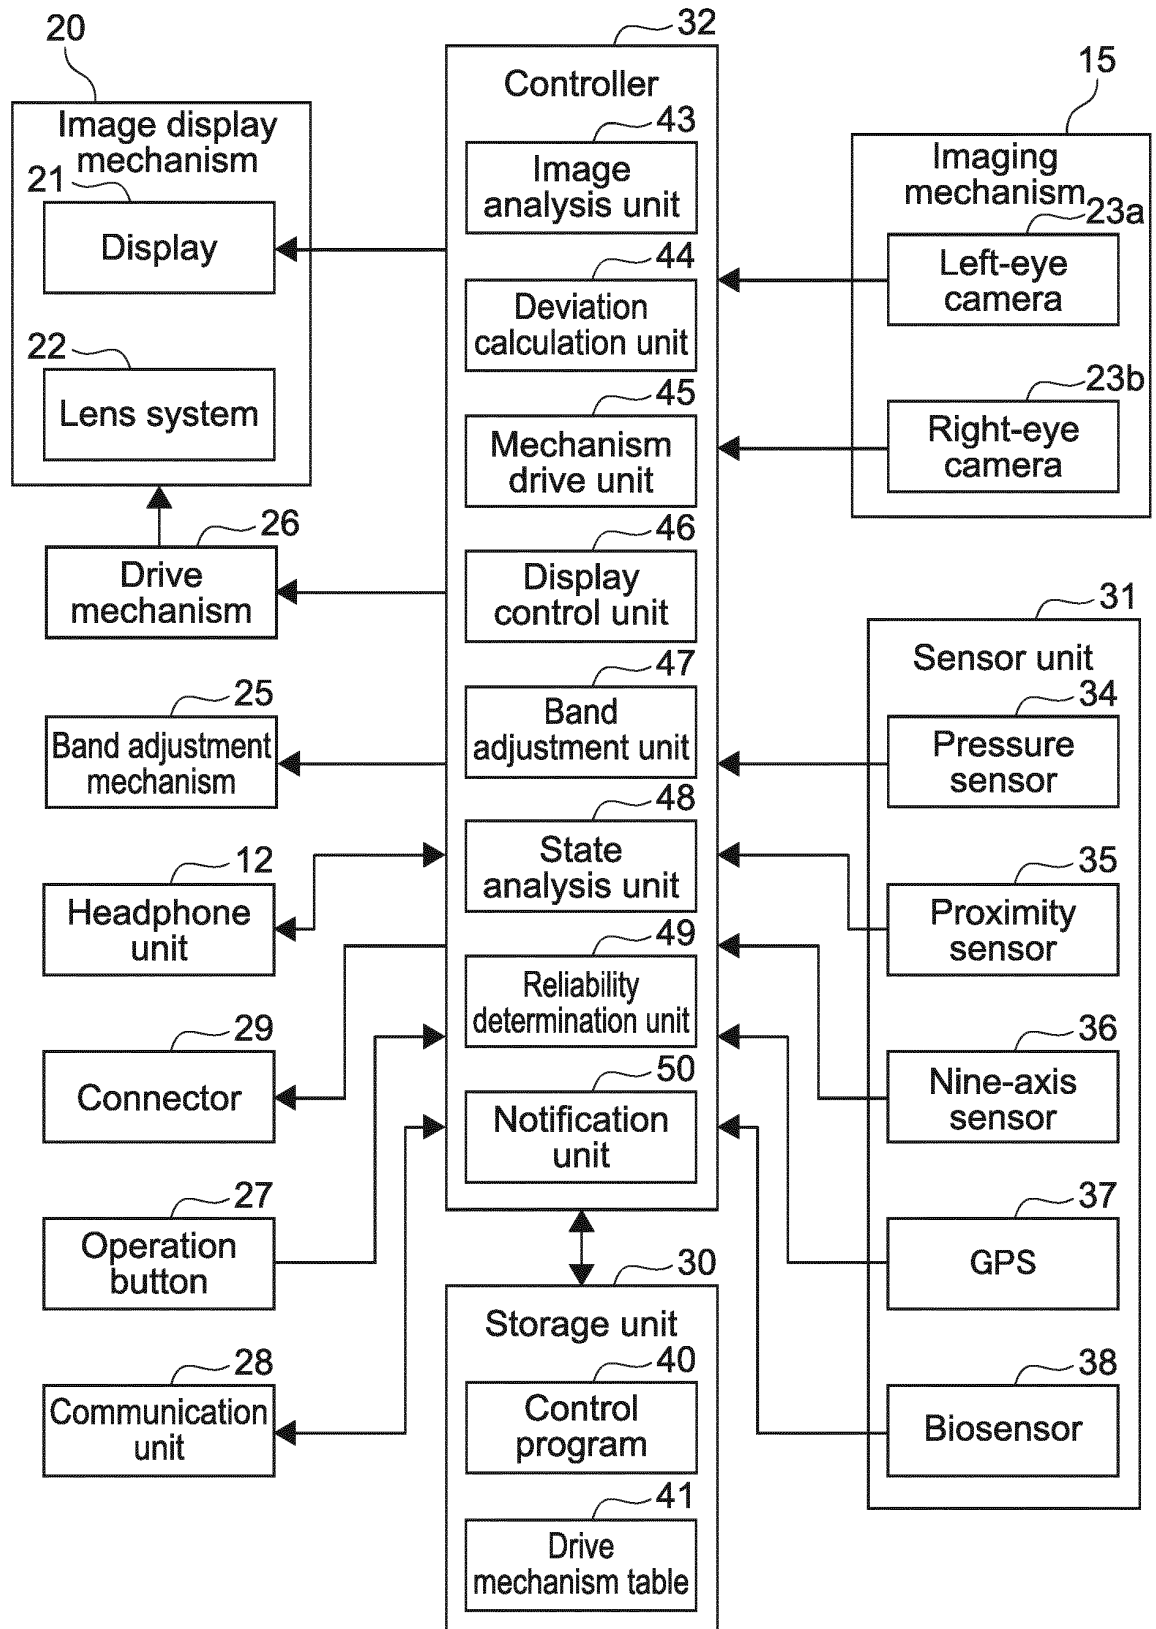 20
Image display
mechanism
21
Display
22
Lens system
26
Drive
mechanism
25
Band adjustment
mechanism
12
Headphone
unit
29
Connector
27
Operation
button
28
Communication
unit
32
Controller
43
Image
analysis unit
44
Deviation
calculation unit
45
Mechanism
drive unit
46
Display
control unit
47
Band
adjustment unit
48
State
analysis unit
49
Reliability
determination unit
50
Notification
unit
30
Storage unit
40
Control
program
41
Drive
mechanism table
15
Imaging
mechanism
23a
Left-eye
camera
23b
Right-eye
camera
31
Sensor unit
34
Pressure
sensor
35
Proximity
sensor
36
Nine-axis
sensor
37
GPS
38
Biosensor